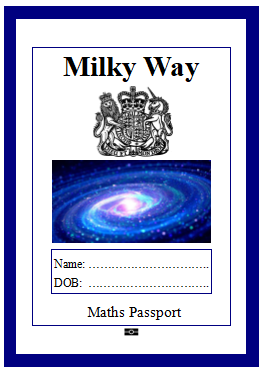 Milky Way
Name: ……………………………..
DOB: ……………………………..
Maths Passport